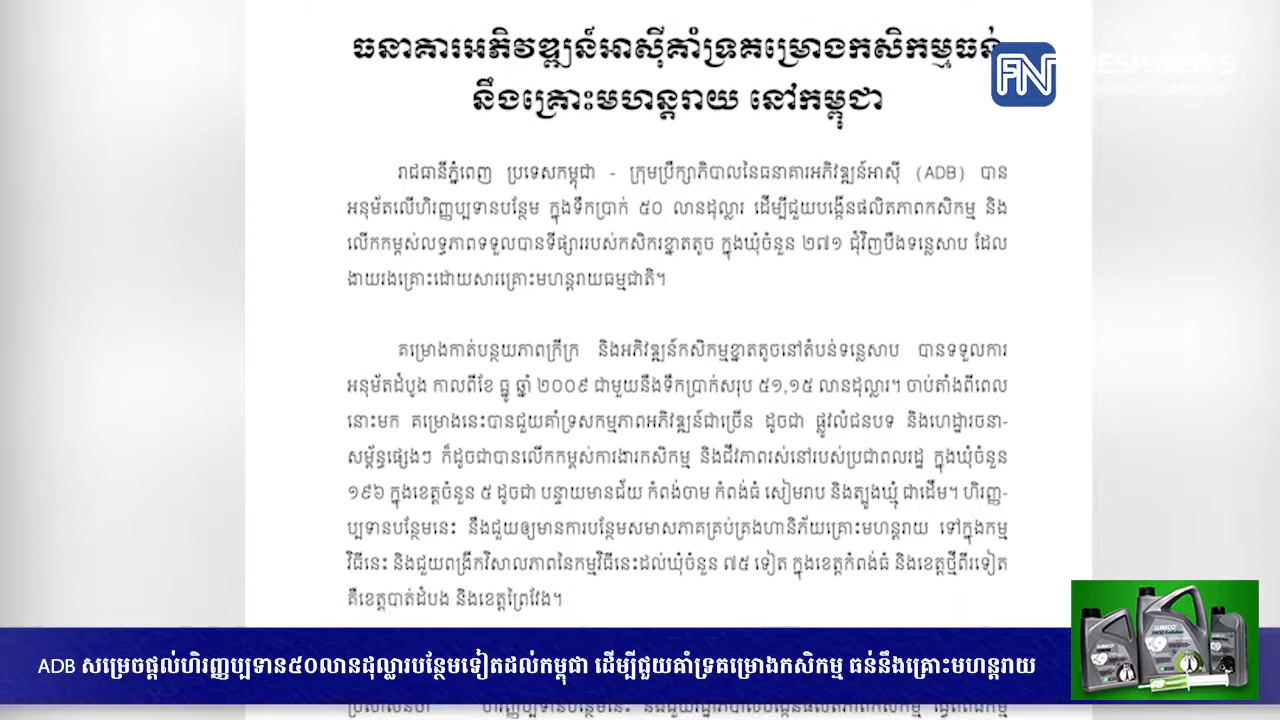 ធនាគារអភិវឌ្ឍន៍អាស៊ីគាំទ្រគម្រោងកសិកម្មធន់
នឹងគ្រោះមហន្តរាយ នៅកម្ពុជា
FN
FRESH NEWS
រាជធានីភ្នំពេញ ប្រទេសកម្ពុជា - ក្រុមប្រឹក្សាភិបាលនៃធនាគារអភិវឌ្ឍន៍អាស៊ី (ADB) បាន
អនុម័តលើហិរញ្ញប្បទានបន្ថែម ក្នុងទឹកប្រាក់ ៥០ លានដុល្លារ ដើម្បីជួយបង្កើនផលិតភាពកសិកម្ម និង
លើកកម្ពស់លទ្ធភាពទទួលបានទីផ្សាររបស់កសិករខ្នាតតូច ក្នុងឃុំចំនួន ២៧១ ជុំវិញបឹងទន្លេសាប ដែល
ងាយរងគ្រោះដោយសារគ្រោះមហន្តរាយធម្មជាតិ។
គម្រោងកាត់បន្ថយភាពក្រីក្រ និងអភិវឌ្ឍន៍កសិកម្មខ្នាតតូចនៅតំបន់ទន្លេសាប បានទទួលការ
អនុម័តដំបូង កាលពីខែ ធ្នូ ឆ្នាំ ២០០៩ ជាមួយនឹងទឹកប្រាក់សរុប ៥១,១៥ លានដុល្លារ។ ចាប់តាំងពីពេល
នោះមក គម្រោងនេះបានជួយគាំទ្រសកម្មភាពអភិវឌ្ឍន៍ជាច្រើន ដូចជា ផ្លូវលំជនបទ និងហេដ្ឋារចនា-
សម្ព័ន្ធផ្សេងៗ ក៏ដូចជាបានលើកកម្ពស់ការងារកសិកម្ម និងជីវភាពរស់នៅរបស់ប្រជាពលរដ្ឋ ក្នុងឃុំចំនួន
១៩៦ ក្នុងខេត្តចំនួន ៥ ដូចជា បន្ទាយមានជ័យ កំពង់ចាម កំពង់ធំ សៀមរាប និងត្បូងឃ្មុំ ជាដើម។ ហិរញ្ញ-
ប្បទានបន្ថែមនេះ នឹងជួយឲ្យមានការបន្ថែមសមាសភាគគ្រប់គ្រងហានិភ័យគ្រោះមហន្តរាយ ទៅក្នុងកម្ម
វិធីនេះ និងជួយពង្រីកវិសាលភាពនៃកម្មវិធីនេះដល់ឃុំចំនួន ៧៥ ទៀត ក្នុងខេត្តកំពង់ធំ និងខេត្តថ្មីពីរទៀត
គឺខេត្តបាត់ដំបង និងខេត្តព្រៃវែង។
ADB សម្រេចផ្តល់ហិរញ្ញប្បទាន៥០លានដុល្លារបន្ថែមទៀតដល់កម្ពុជា ដើម្បីជួយគាំទ្រគម្រោងកសិកម្ម ធន់នឹងគ្រោះមហន្តរាយ